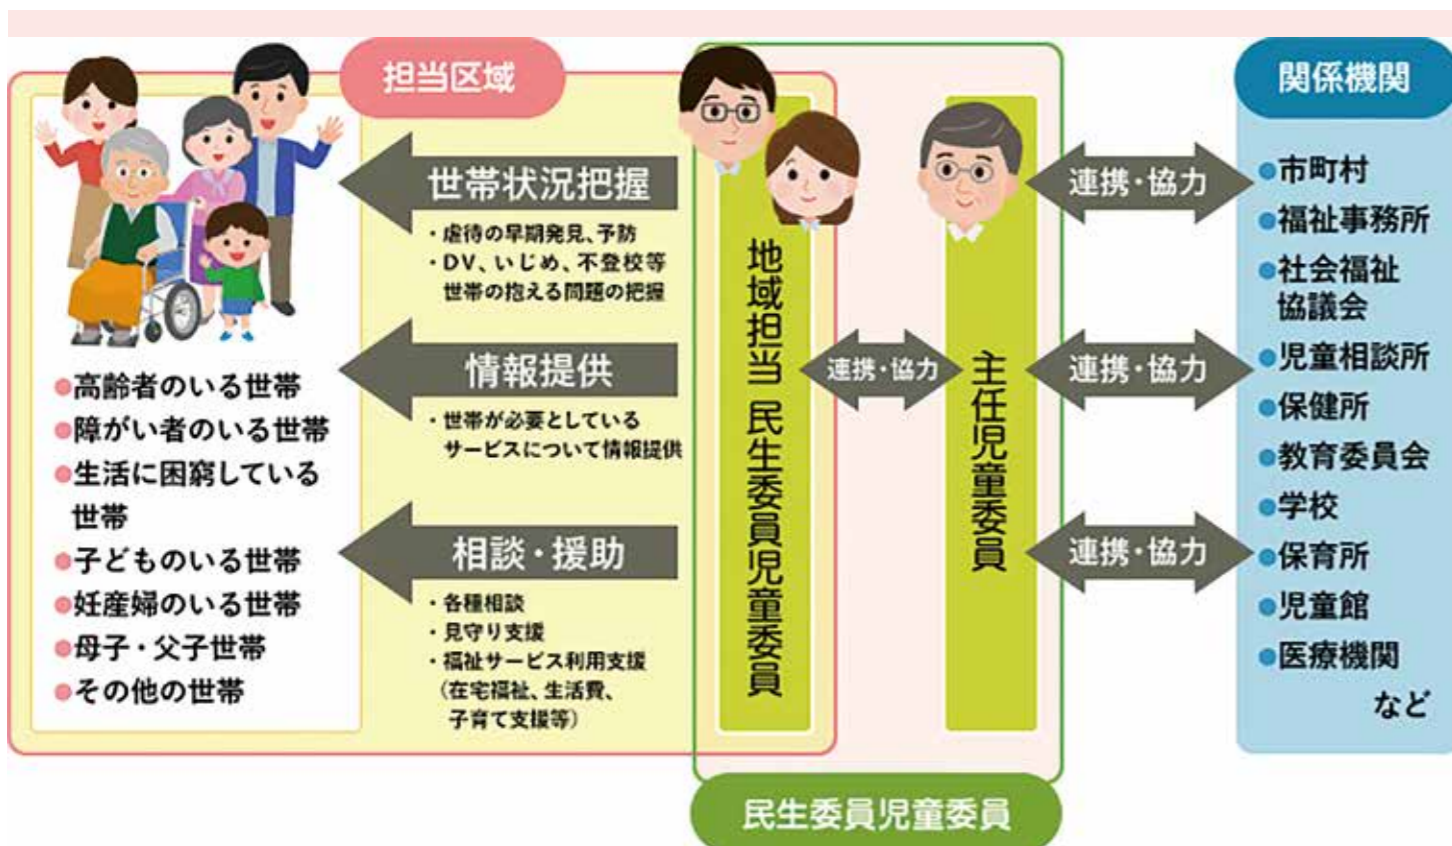 担当区域
世帯状況把握
・虐待の早期発見、予防
・DV、いじめ、不登校等
世帯の抱える問題の把握
情報提供
・世帯が必要としている
サービスについて情報提供
相談・援助
・各種相談
・見守り支援
・福祉サービス利用支援
(在宅福祉、生活費、
子育て支援等)
●高齢者のいる世帯
●障がい者のいる世帯
●生活に困窮している
世帯
●子どものいる世帯
●妊産婦のいる世帯
●母子・父子世帯
●その他の世帯
地域担当 民生委員児童委員
連携・協力
主任児童委員
民生委員児童委員
連携・協力
連携・協力
連携・協力
関係機関
●市町村
●福祉事務所
●社会福祉
協議会
●児童相談所
●保健所
●教育委員会
●学校
●保育所
●児童館
●医療機関
など